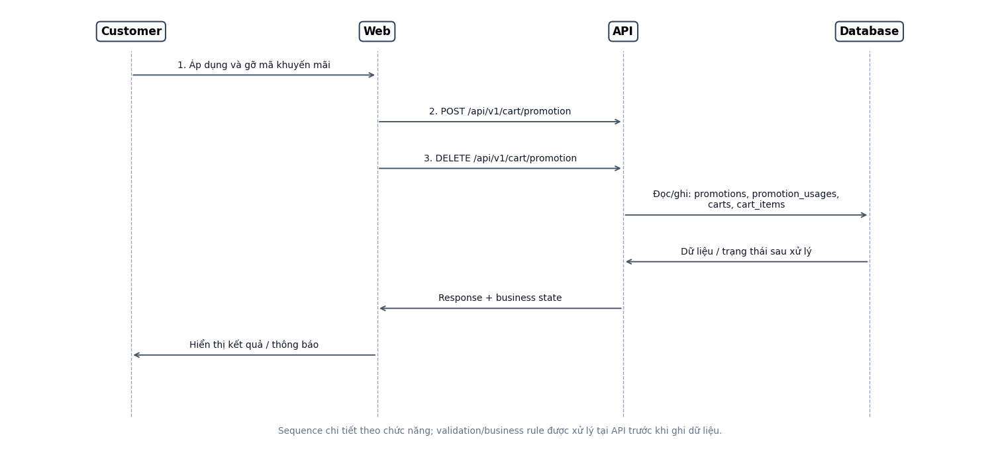 Customer
Web
API
Database
1. Áp dụng và gỡ mã khuyến mãi
2. POST /api/v1/cart/promotion
3. DELETE /api/v1/cart/promotion
Đọc/ghi: promotions, promotion_usages,
carts, cart_items
Dữ liệu / trạng thái sau xử lý
Response + business state
Hiển thị kết quả / thông báo
Sequence chi tiết theo chức năng; validation/business rule được xử lý tại API trước khi ghi dữ liệu.